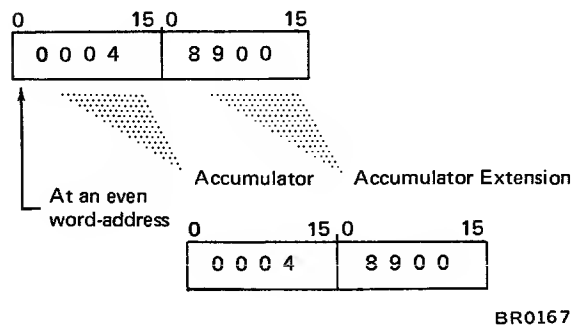 0 15 0 15
0 0 0 4 8 9 0 0
At an even
word-address
Accumulator Accumulator Extension
0 15 0 15
0 0 0 4 8 9 0 0
BR0167